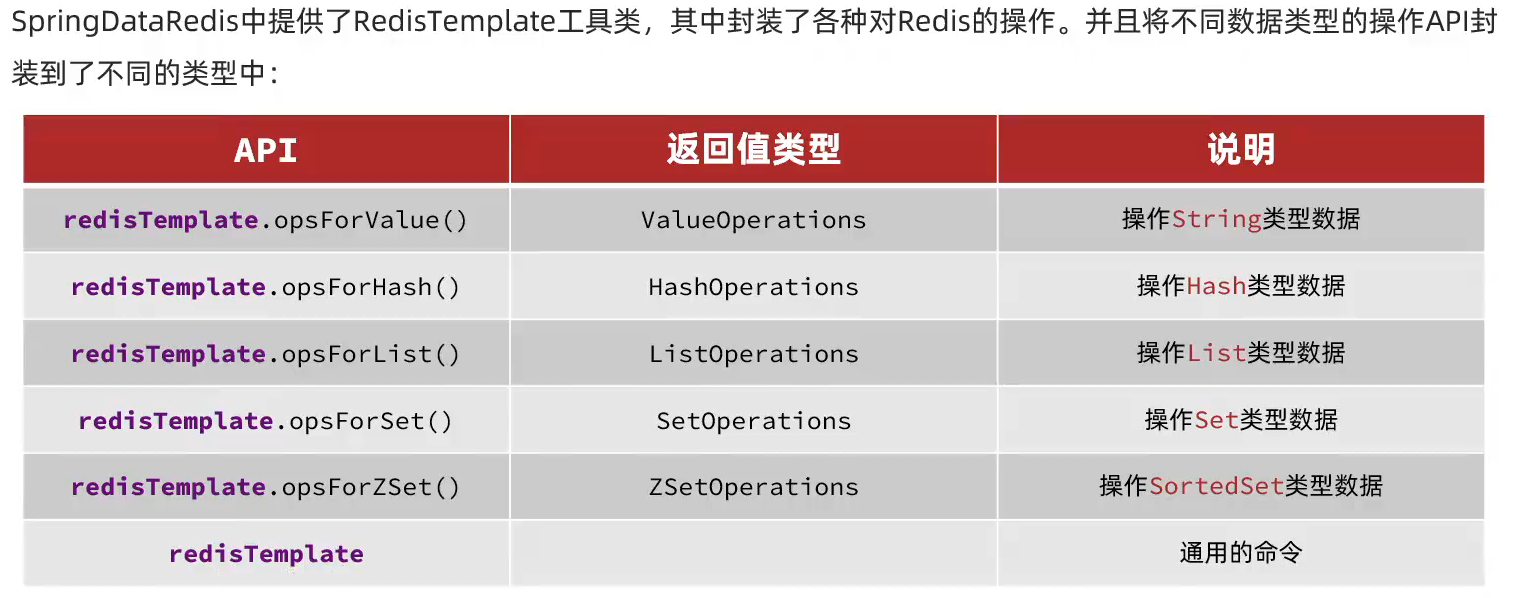 SpringDataRedis中提供了RedisTemplate工具类，其中封装了各种对Redis的操作。并且将不同数据类型的操作API封
装到了不同的类型中：
API 返回值类型 说明
redisTemplate.opsForValue() ValueOperations 操作String类型数据
redisTemplate.opsForHash() HashOperations 操作Hash类型数据
redisTemplate.opsForList() ListOperations 操作List类型数据
redisTemplate.opsForSet() SetOperations 操作Set类型数据
redisTemplate.opsForZSet() ZSetOperations 操作SortedSet类型数据
redisTemplate 通用的命令